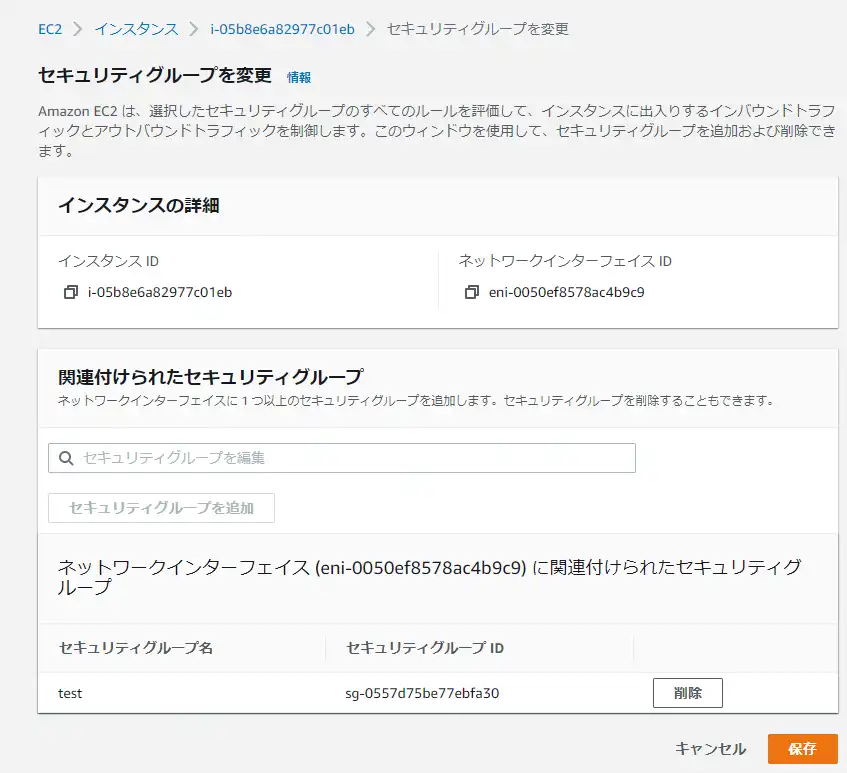 EC2 > インスタンス > i-05b8e6a82977c01eb > セキュリティグループを変更
セキュリティグループを変更 情報
Amazon EC2 は、選択したセキュリティグループのすべてのルールを評価して、インスタンスに出入りするインバウンドトラフ
ィックとアウトバウンドトラフィックを制御します。このウィンドウを使用して、セキュリティグループを追加および削除でき
ます。
インスタンスの詳細
インスタンス ID
ネットワークインターフェイス ID
i-05b8e6a82977c01eb
eni-0050ef8578ac4b9c9
関連付けられたセキュリティグループ
ネットワークインターフェイスに 1 つ以上のセキュリティグループを追加します。セキュリティグループを削除することもできます。
セキュリティグループを編集
セキュリティグループを追加
ネットワークインターフェイス (eni-0050ef8578ac4b9c9) に関連付けられたセキュリティグ
ループ
セキュリティグループ名
セキュリティグループ ID
test
sg-0557d75be77ebfa30
削除
キャンセル
保存